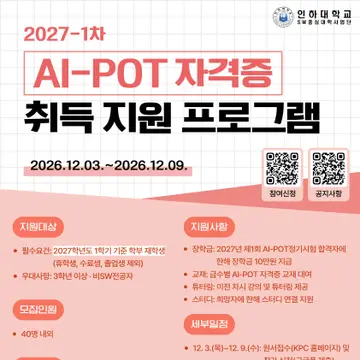 인하대학교
SW중심대학사업단
2027-1차
AI-POT 자격증
취득 지원 프로그램
2026.12.03.~2026.12.09.
참여신청
공지사항
지원대상
• 필수요건: 2027학년도 1학기 기준 학부 재학생
(휴학생, 수료생, 졸업생 제외)
• 우대사항: 3학년 이상 · 비SW전공자
모집인원
• 40명 내외
지원사항
• 장학금: 2027년 제1회 AI-POT정기시험 합격자에
한해 장학금 10만원 지급
• 교재: 급수별 AI-POT 자격증 교재 대여
• 튜터링: 이전 차시 강의 및 튜터링 제공
• 스터디: 희망자에 한해 스터디 연결 지원
세부일정
• 12. 3.(목)~12. 9.(수): 원서접수(KPC 홈페이지) 및